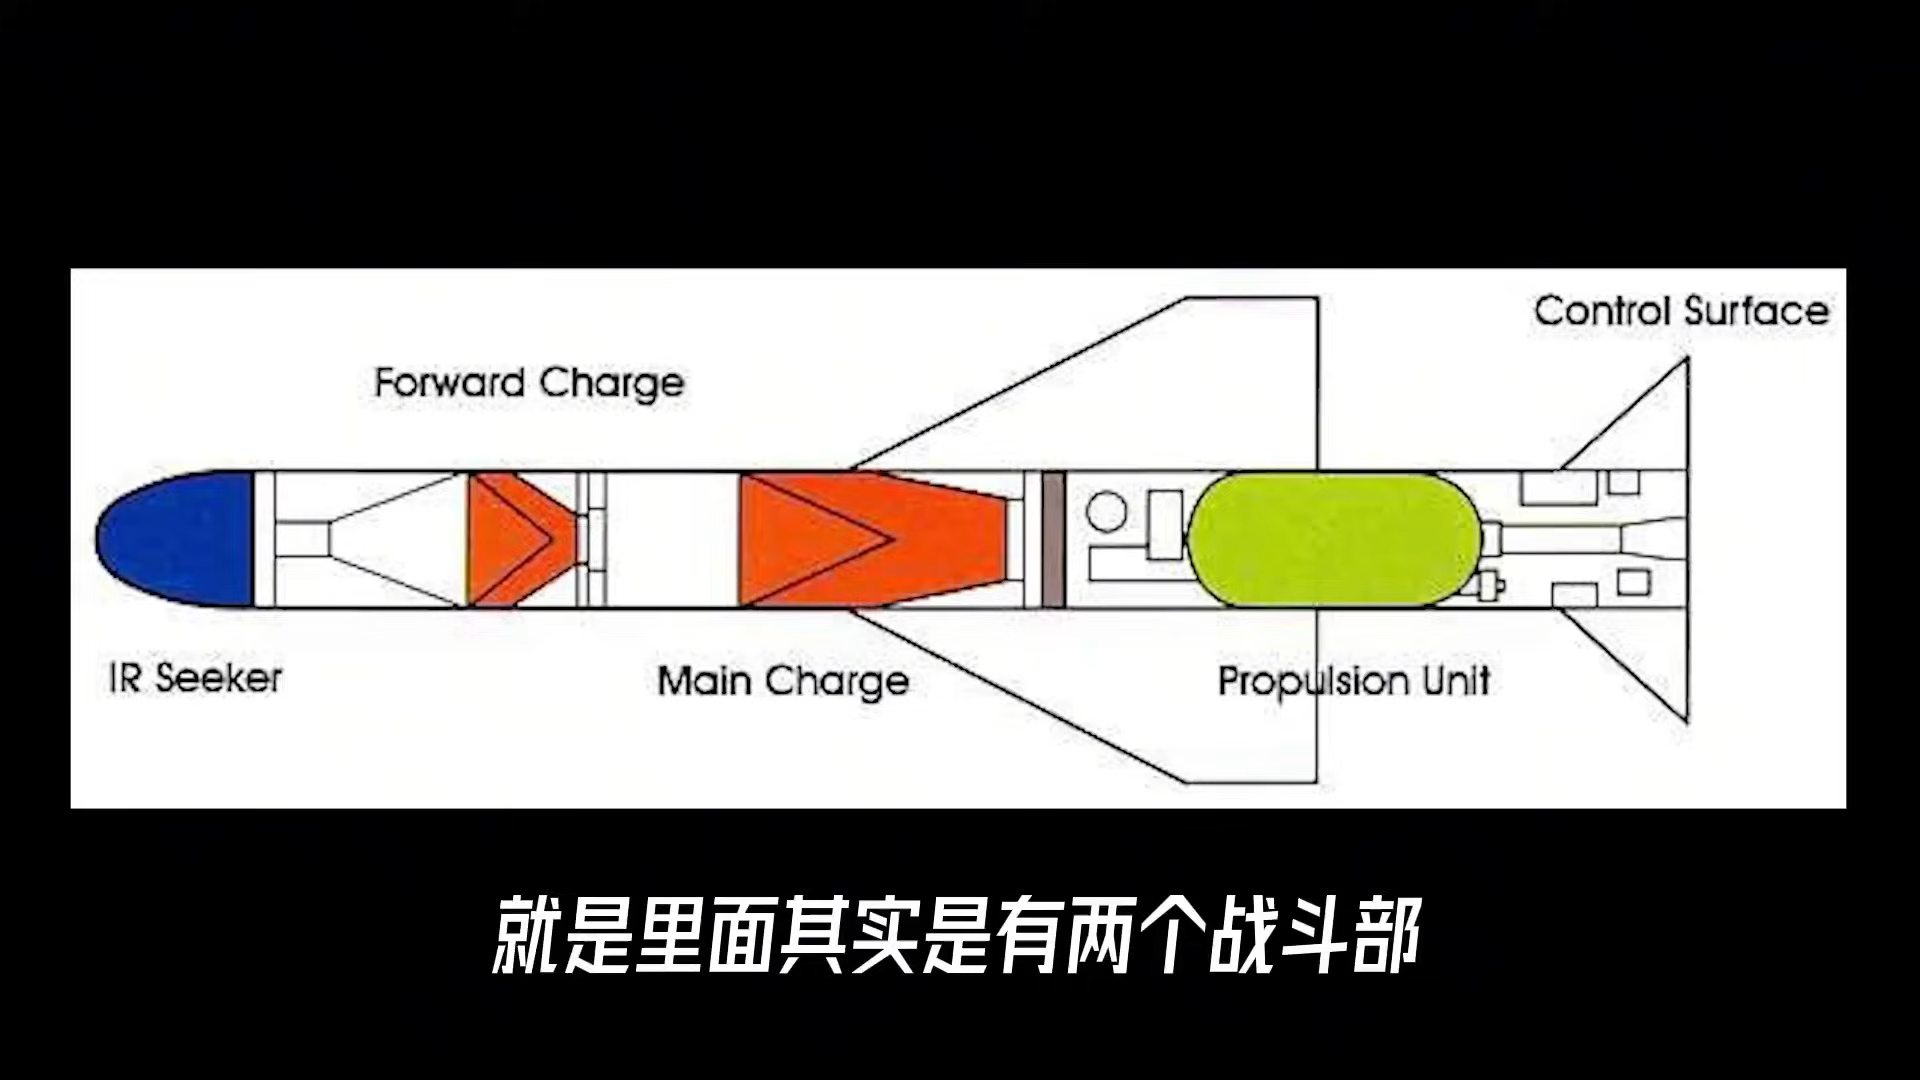 Control Surface
Forward Charge
IR Seeker
Main Charge
Propulsion Unit
就是里面其实是有两个战斗部